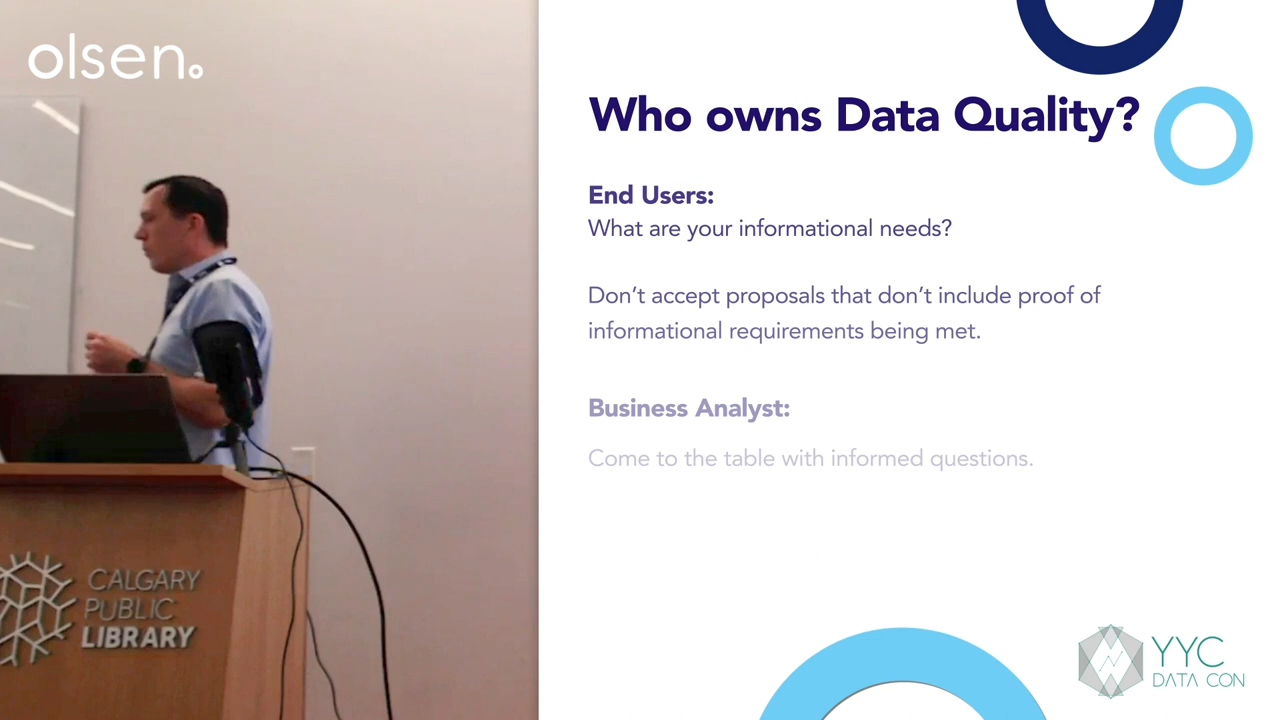 olsen.
Who owns Data Quality?
End Users:
What are your informational needs?
Don’t accept proposals that don’t include proof of
informational requirements being met.
Business Analyst:
Come to the table with informed questions.
CALGARY
PUBLIC
LIBRARY
YYC
DATA CON